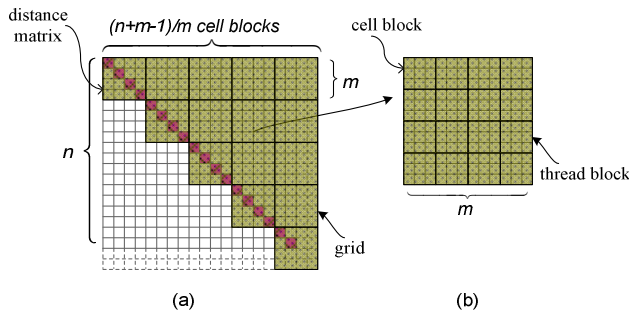 distance
matrix
(n+m-1)/m cell blocks
m
n
grid
(a)
cell block
thread block
m
(b)